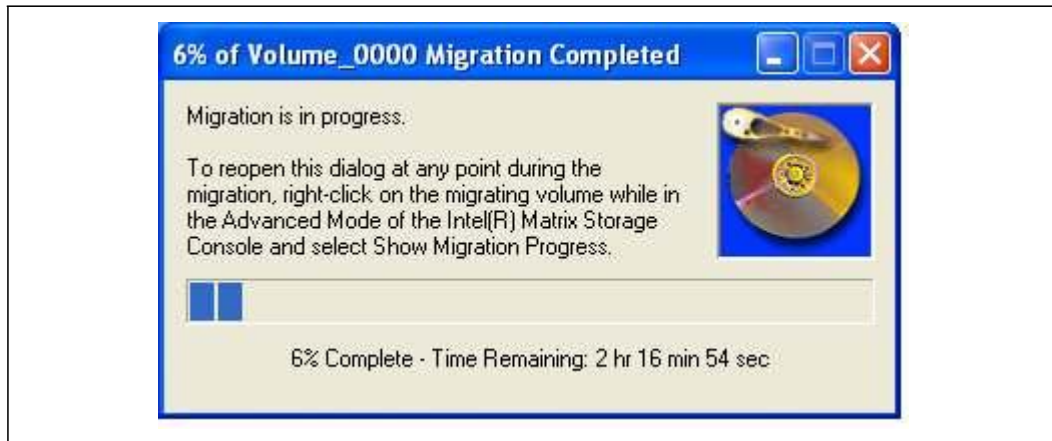 6% of Volume_0000 Migration Completed
Migration is in progress.
To reopen this dialog at any point during the
migration, right-click on the migrating volume while in
the Advanced Mode of the Intel(R) Matrix Storage
Console and select Show Migration Progress.
6% Complete - Time Remaining: 2 hr 16 min 54 sec